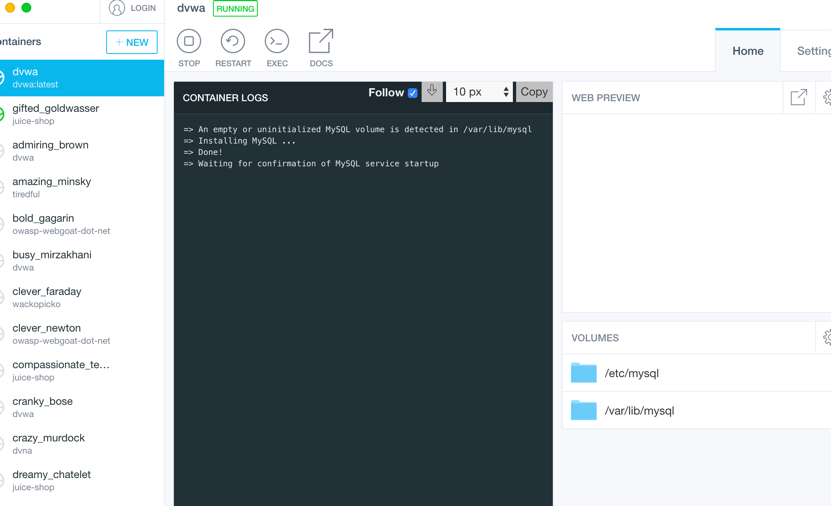 LOGIN
ontainers
+ NEW
dvwa
dvwa:latest
gifted_goldwasser
juice-shop
admiring_brown
dvwa
amazing_minsky
tiredful
bold_gagarin
owasp-webgoat-dot-net
busy_mirzakhani
dvwa
clever_faraday
wackopicko
clever_newton
owasp-webgoat-dot-net
compassionate_te…
juice-shop
cranky_bose
dvwa
crazy_murdock
dvna
dreamy_chatelet
juice-shop
dvwa RUNNING
STOP RESTART EXEC DOCS
Home Setting
CONTAINER LOGS Follow 10 px Copy
=> An empty or uninitialized MySQL volume is detected in /var/lib/mysql
=> Installing MySQL ...
=> Done!
=> Waiting for confirmation of MySQL service startup
WEB PREVIEW
VOLUMES
/etc/mysql
/var/lib/mysql